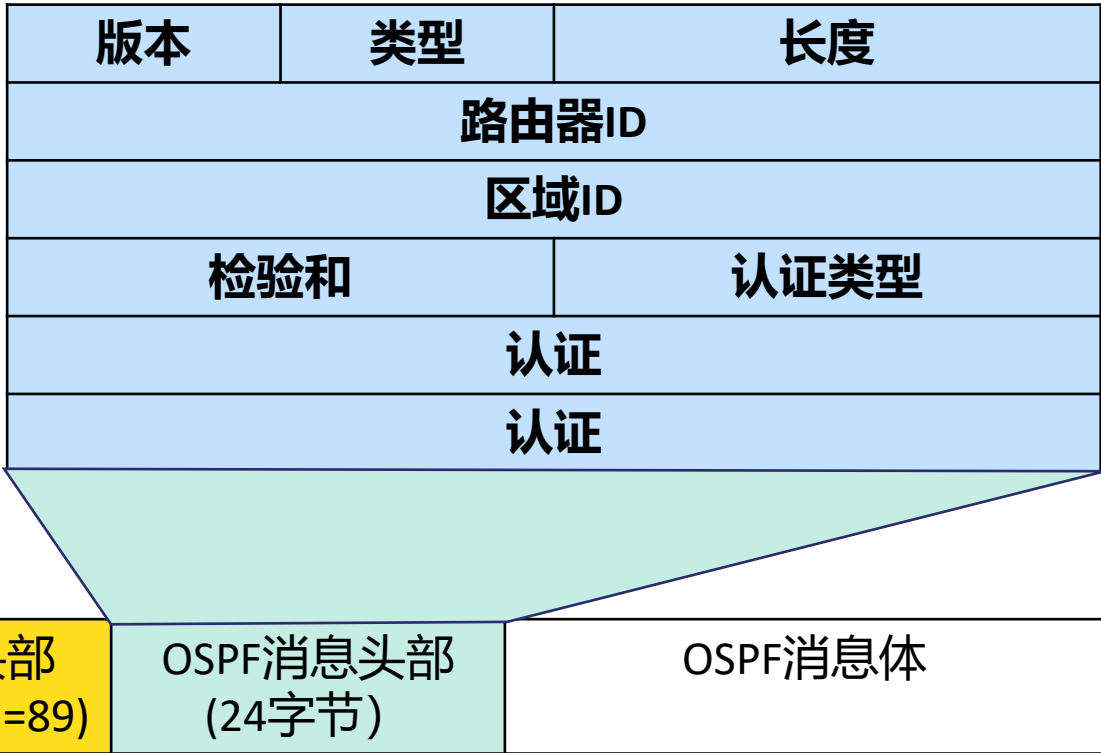 版本 类型 长度
路由器ID
区域ID
检验和 认证类型
认证
认证
部 OSPF消息头部 OSPF消息体
=89) (24字节）